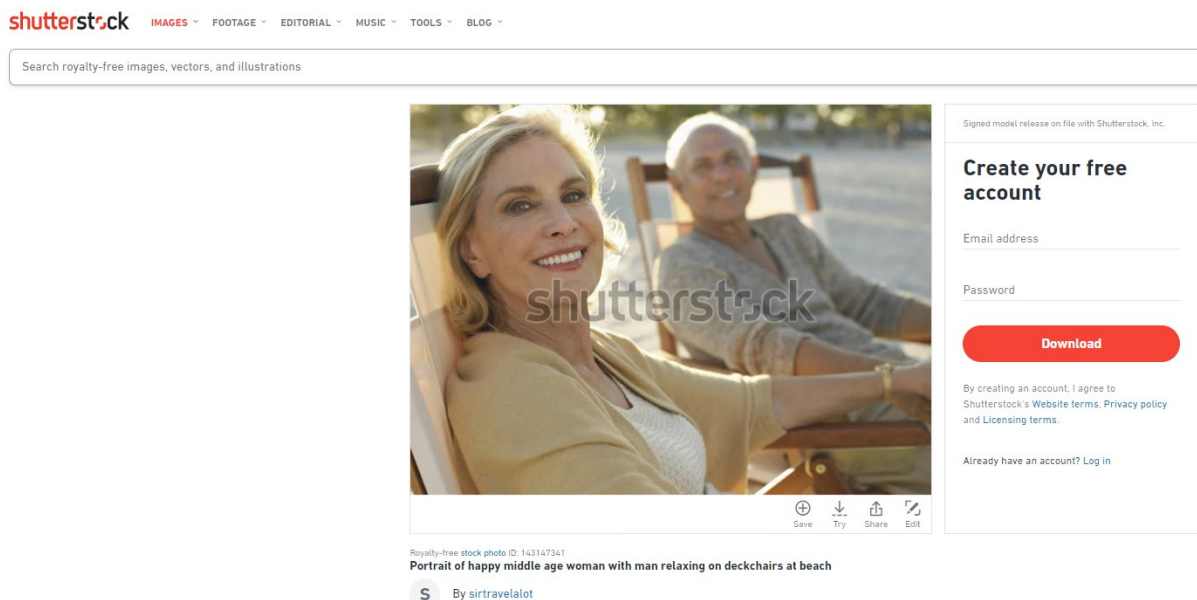 shutterstock IMAGES FOOTAGE EDITORIAL MUSIC TOOLS BLOG
Search royalty-free images, vectors, and illustrations
shutterstock
Signed model release on file with Shutterstock, Inc.
Create your free
account
Email address
Password
Download
By creating an account, I agree to
Shutterstock's Website terms, Privacy policy
and Licensing terms.
Already have an account? Log in
Save Try Share Edit
Royalty-free stock photo ID: 143147341
Portrait of happy middle age woman with man relaxing on deckchairs at beach
S By sirtravelalot